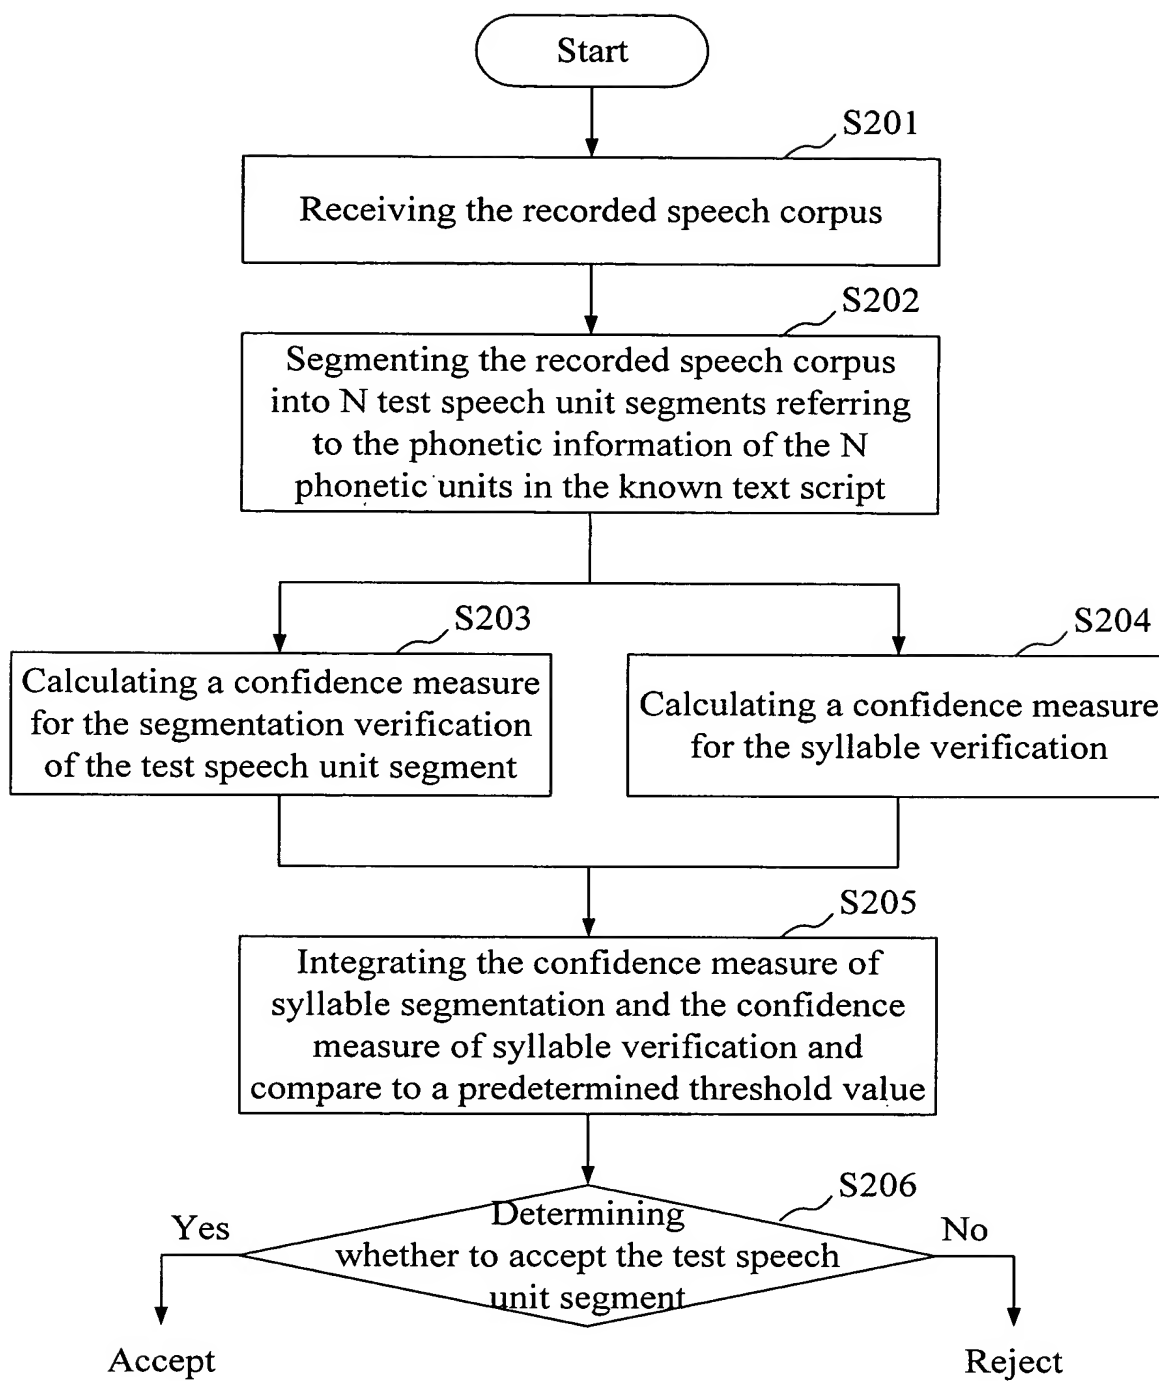 Start
S201
Receiving the recorded speech corpus
S202
Segmenting the recorded speech corpus
into N test speech unit segments referring
to the phonetic information of the N
phonetic units in the known text script
S203
Calculating a confidence measure
for the segmentation verification
of the test speech unit segment
S204
Calculating a confidence measure
for the syllable verification
S205
Integrating the confidence measure of
syllable segmentation and the confidence
measure of syllable verification and
compare to a predetermined threshold value
S206
Determining
whether to accept the test speech
unit segment
Yes
No
Accept
Reject